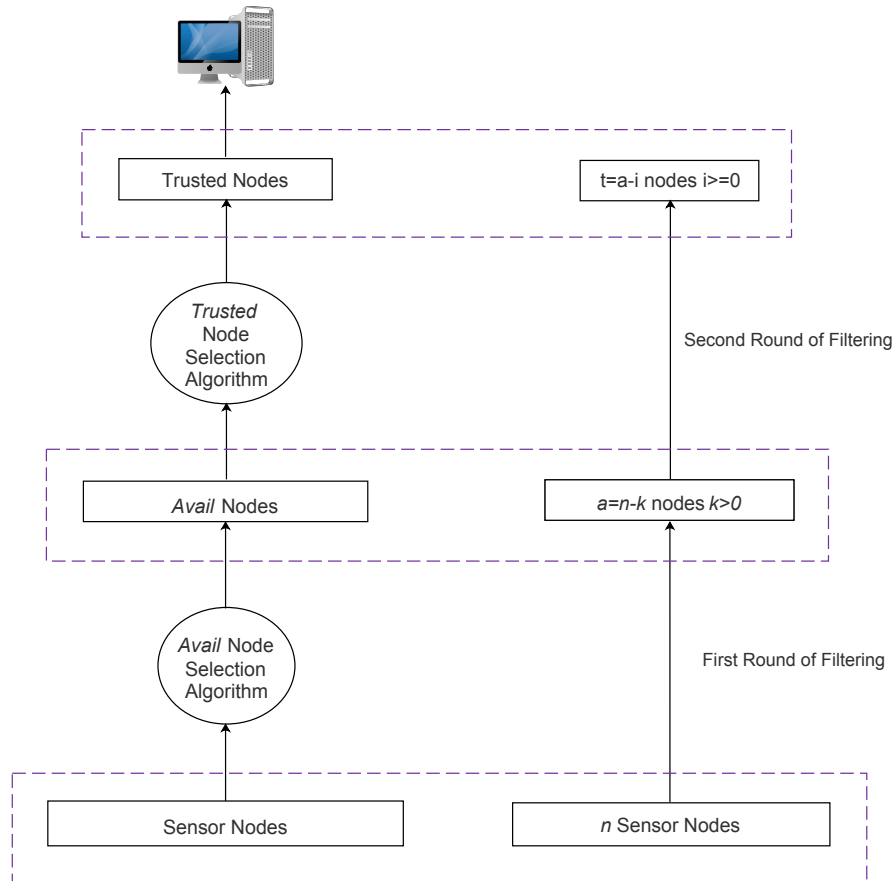 Trusted Nodes
t=a-i nodes i>=0
Trusted
Node
Selection
Algorithm
Second Round of Filtering
Avail Nodes
a=n-k nodes k>0
Avail Node
Selection
Algorithm
First Round of Filtering
Sensor Nodes
n Sensor Nodes